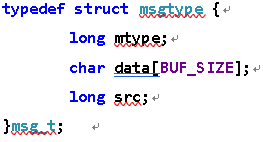 typedef struct msgtype {
long mtype;
char data[BUF_SIZE];
long src;
}msg_t;